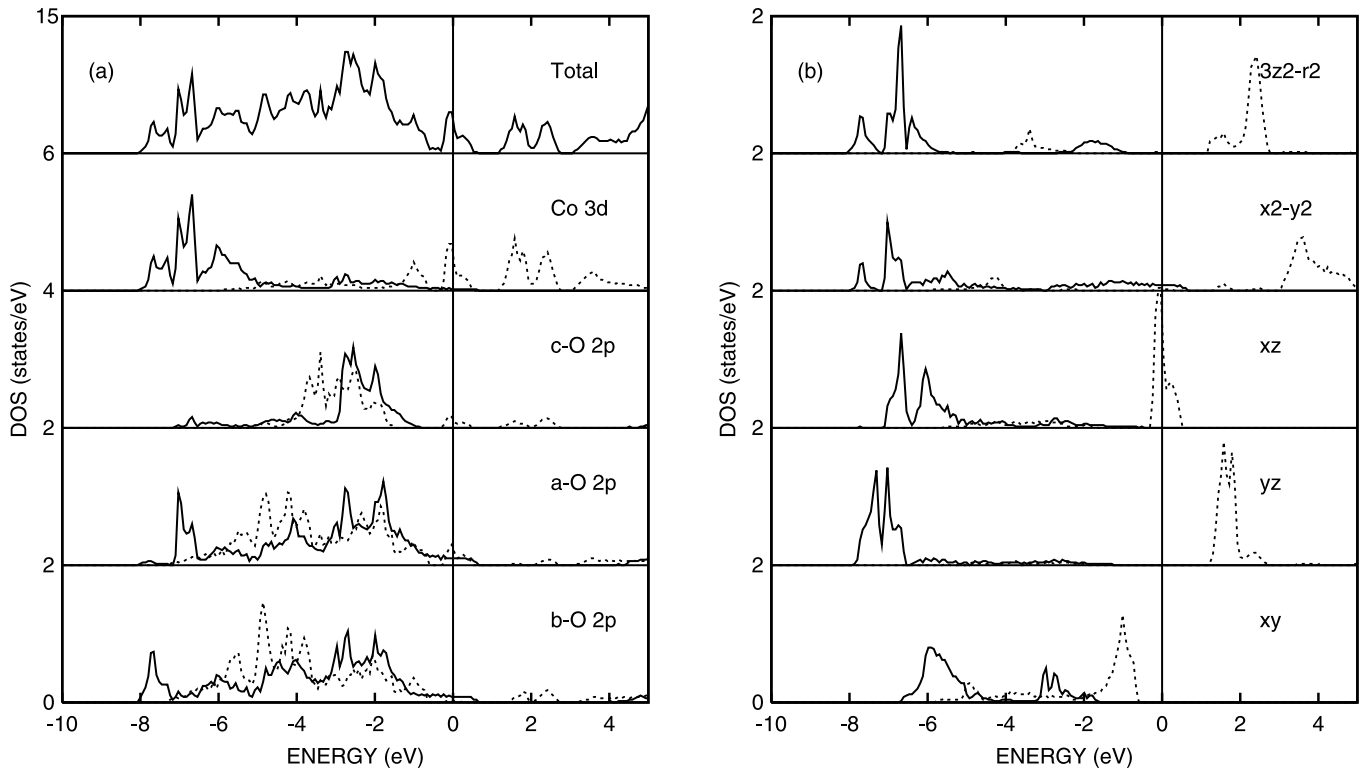 15
(a)
Total
6
Co 3d
4
c-O 2p
2
a-O 2p
2
b-O 2p
0
-10 -8 -6 -4 -2 0 2 4
ENERGY (eV)
DOS (states/eV)
2
(b)
3z2-r2
2
x2-y2
2
xz
2
yz
2
xy
0
-10 -8 -6 -4 -2 0 2 4
ENERGY (eV)
DOS (states/eV)